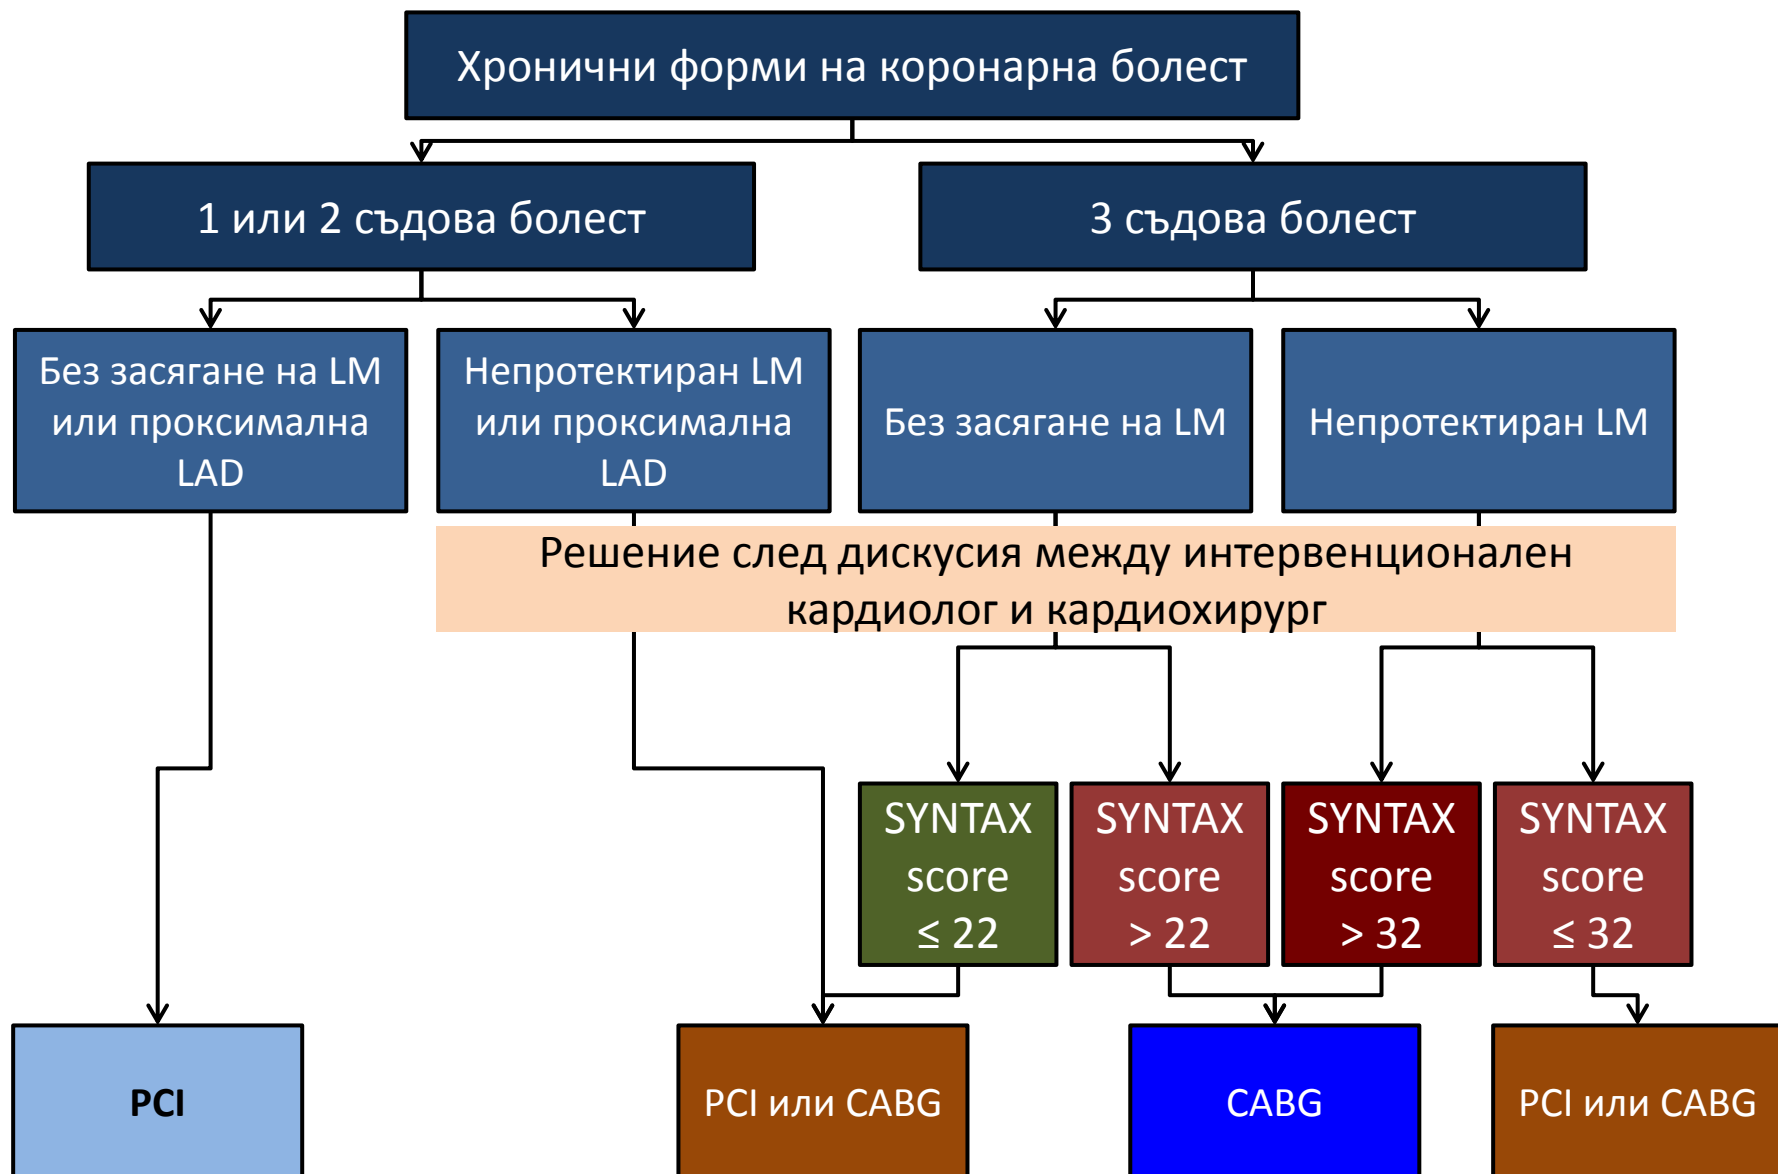 Хронични форми на коронарна болест
1 или 2 съдова болест
3 съдова болест
Без засягане на LM
или проксимална
LAD
Непротектиран LM
или проксимална
LAD
Без засягане на LM
Непротектиран LM
Решение след дискусия между интервенционален
кардиолог и кардиохирург
SYNTAX
score
≤ 22
SYNTAX
score
> 22
SYNTAX
score
> 32
SYNTAX
score
≤ 32
PCI
PCI или CABG
CABG
PCI или CABG